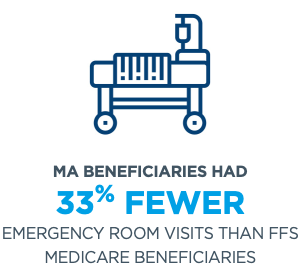 MA BENEFICIARIES HAD
33% FEWER
EMERGENCY ROOM VISITS THAN FFS
MEDICARE BENEFICIARIES